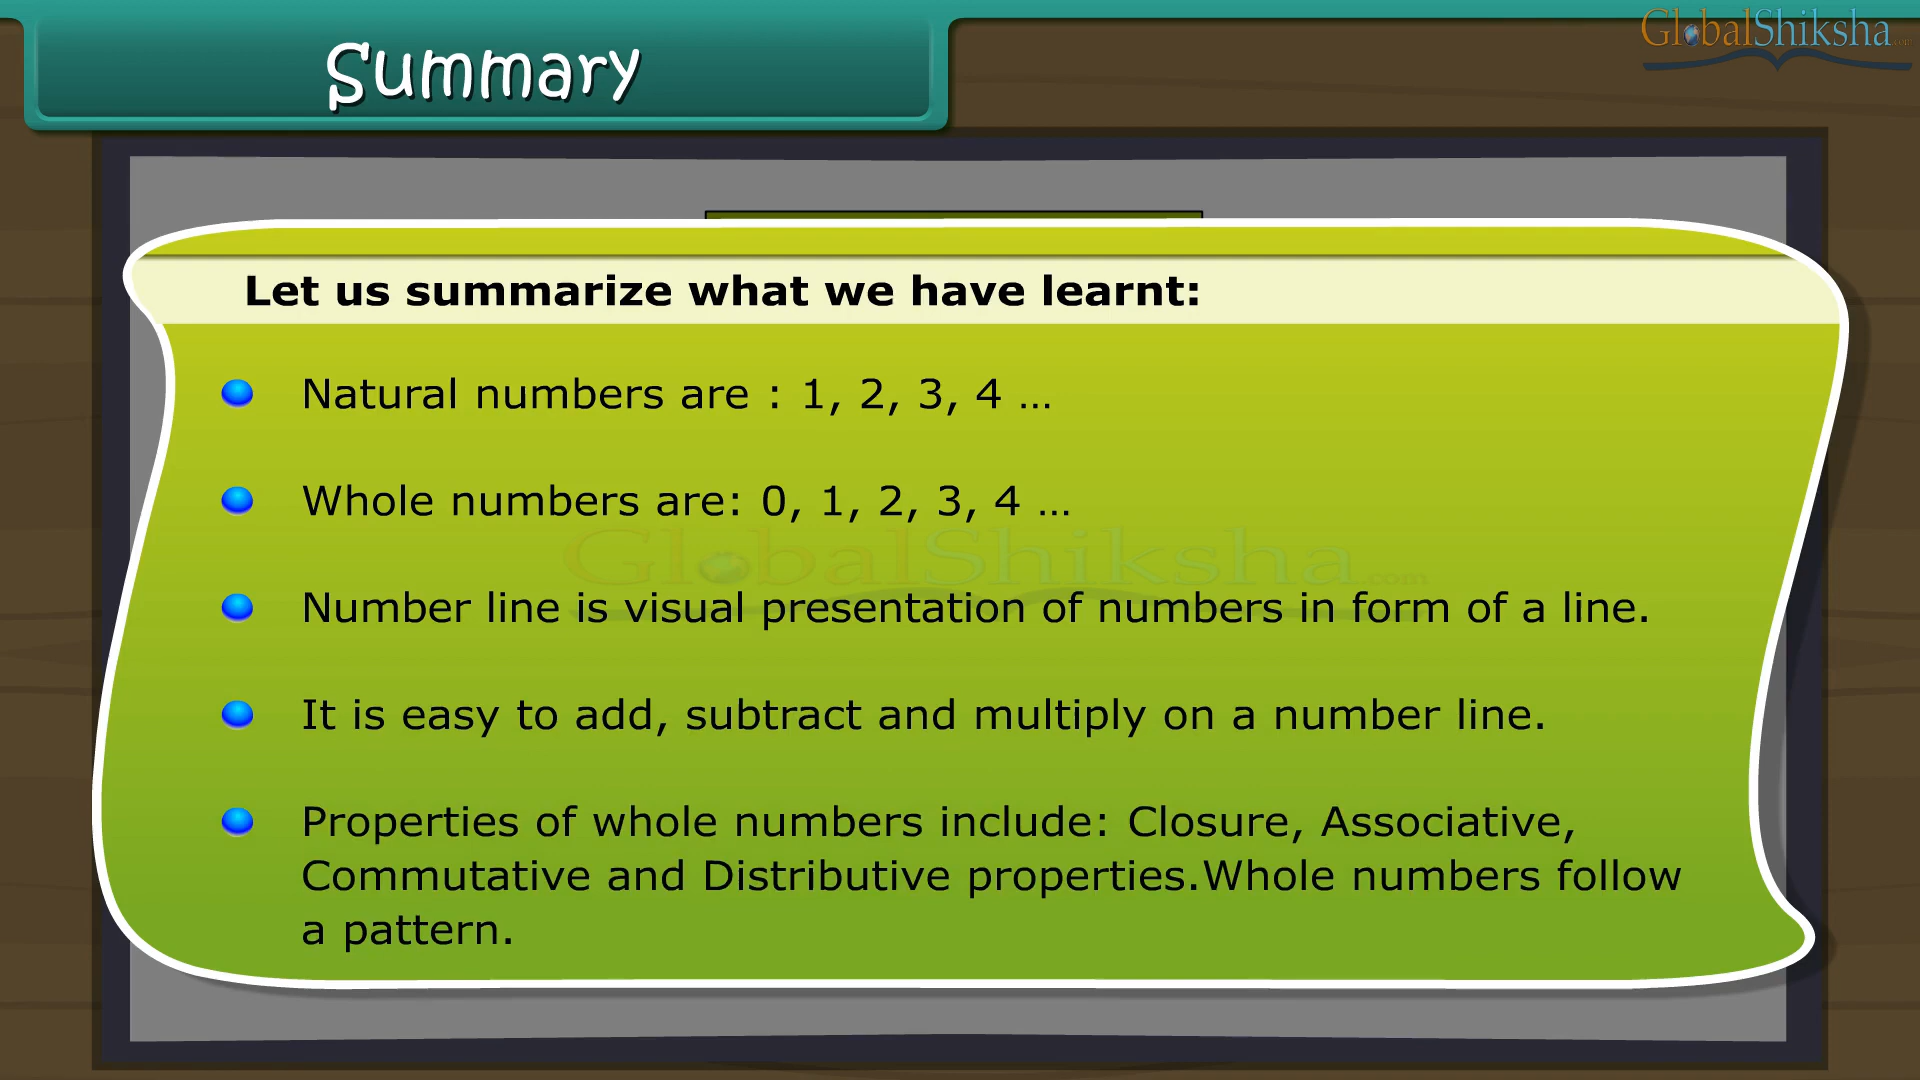 Summary
GlobalShiksha.com
Let us summarize what we have learnt:
Natural numbers are : 1, 2, 3, 4 ...
Whole numbers are: 0, 1, 2, 3, 4 ...
GlobalShiksha.com
Number line is visual presentation of numbers in form of a line.
It is easy to add, subtract and multiply on a number line.
Properties of whole numbers include: Closure, Associative,
Commutative and Distributive properties.Whole numbers follow
a pattern.